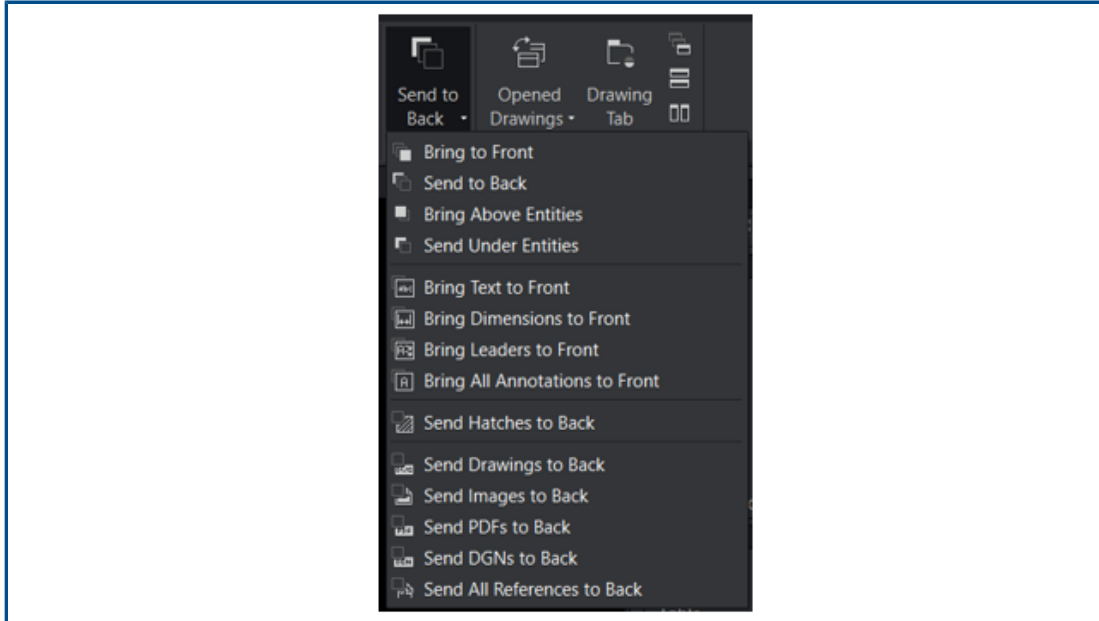 Send to
Back
Opened
Drawings
Drawing
Tab
Bring to Front
Send to Back
Bring Above Entities
Send Under Entities
Bring Text to Front
Bring Dimensions to Front
Bring Leaders to Front
Bring All Annotations to Front
Send Hatches to Back
Send Drawings to Back
Send Images to Back
Send PDFs to Back
Send DGNs to Back
Send All References to Back